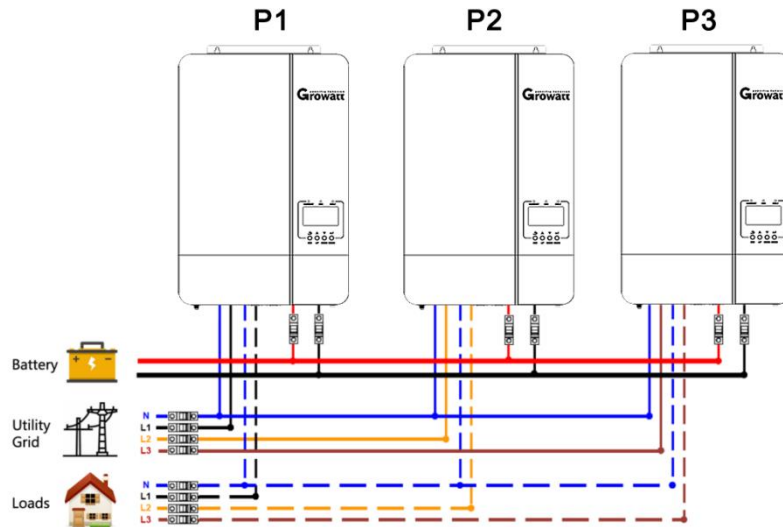 P1 P2 P3
Growatt Growatt Growatt
Battery
Utility
Grid
N
L1
L2
L3
Loads
N
L1
L2
L3